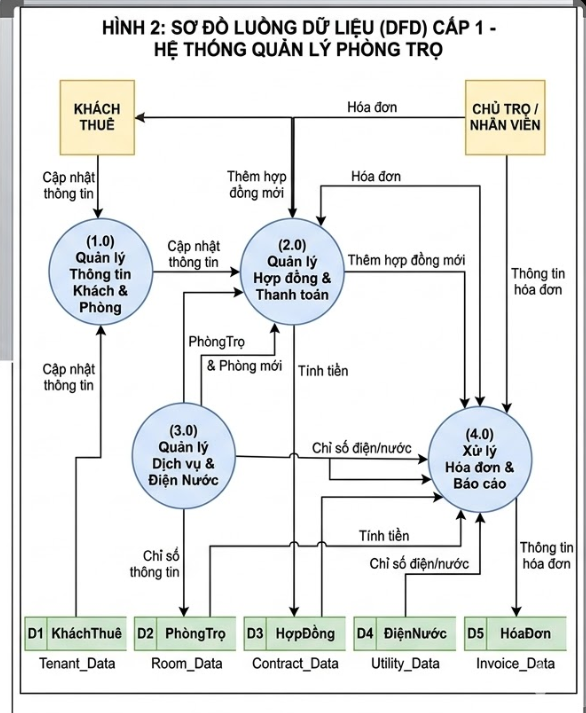 HÌNH 2: SƠ ĐỒ LUỒNG DỮ LIỆU (DFD) CẤP 1 -
HỆ THỐNG QUẢN LÝ PHÒNG TRỌ
KHÁCH
THUÊ
Hóa đơn
CHỦ TRỌ /
NHÂN VIÊN
Cập nhật
thông tin
Thêm hợp
đồng mới
Hóa đơn
(1.0)
Quản lý
Thông tin
Khách &
Phòng
Cập nhật
thông tin
(2.0)
Quản lý
Hợp đồng &
Thanh toán
Thêm hợp đồng mới
Thông tin
hóa đơn
Cập nhật
thông tin
PhòngTrọ
& Phòng mới
Tính tiền
(3.0)
Quản lý
Dịch vụ &
Điện Nước
Chỉ số điện/nước
(4.0)
Xử lý
Hóa đơn &
Báo cáo
Chỉ số
thông tin
Tính tiền
Chỉ số điện/nước
Thông tin
hóa đơn
D1 KháchThuê
D2 PhòngTrọ
D3 HợpĐồng
D4 ĐiệnNước
D5 HóaĐơn
Tenant_Data
Room_Data
Contract_Data
Utility_Data
Invoice_Data